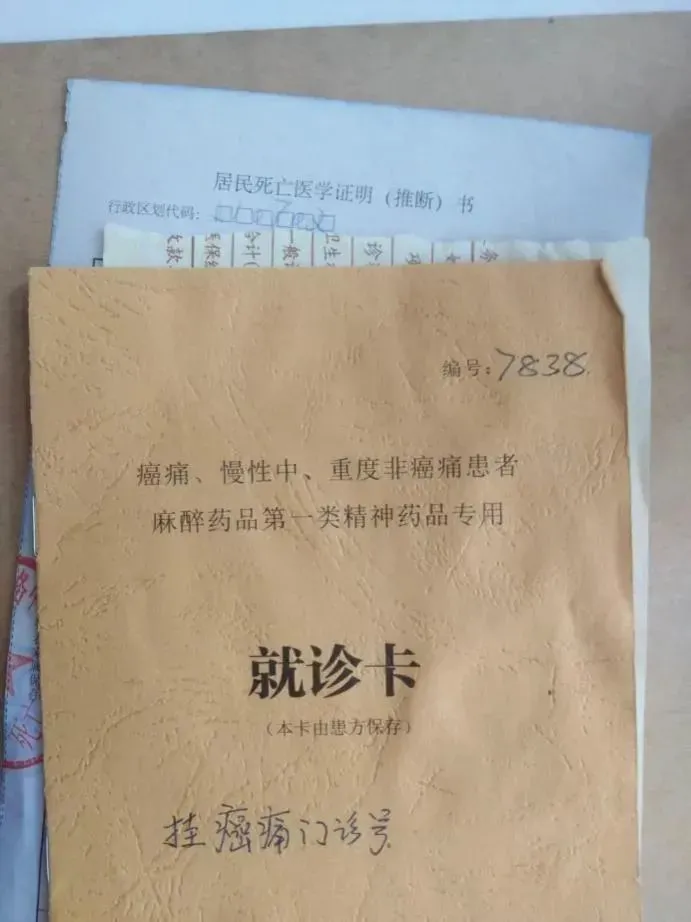 居民死亡医学证明（推断）书
行政区划代码：
编号：7838
癌痛、慢性中、重度非癌痛患者
麻醉药品第一类精神药品专用
就诊卡
（本卡由患方保存）
挂癌痛门诊号